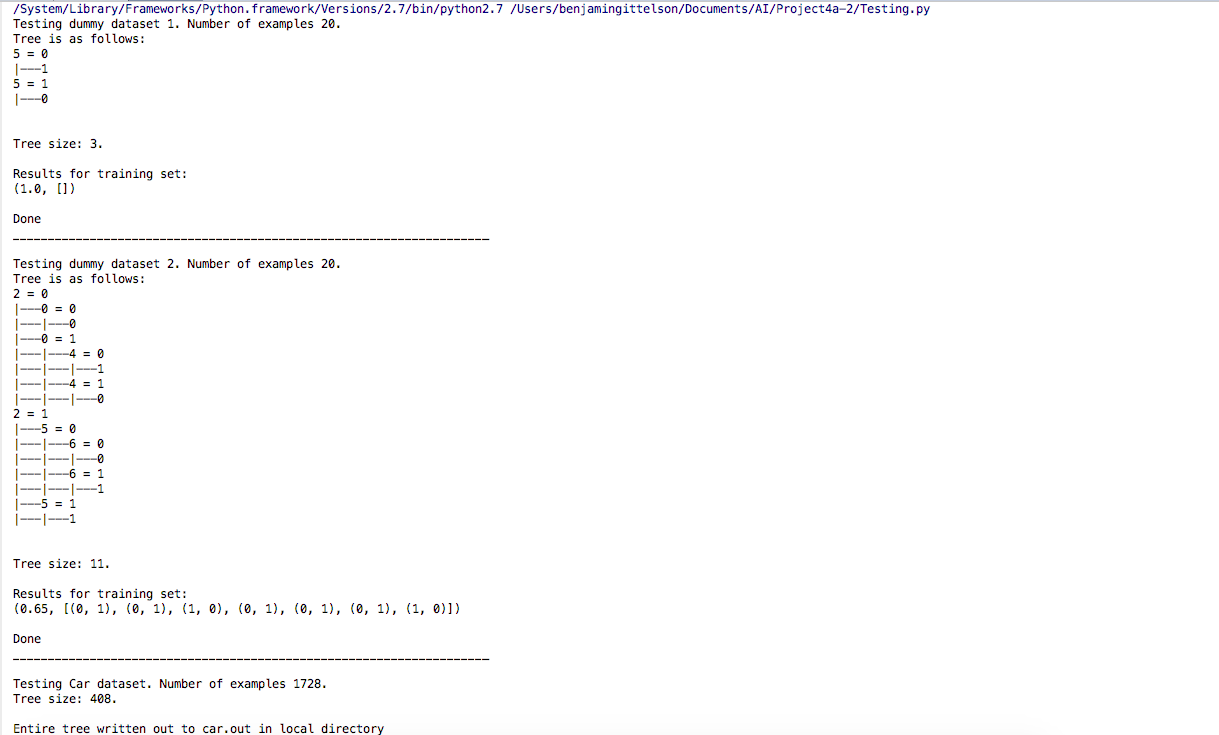 /System/Library/Frameworks/Python.framework/Versions/2.7/bin/python2.7 /Users/benjamingittelson/Documents/AI/Project4a-2/Testing.py
Testing dummy dataset 1. Number of examples 20.
Tree is as follows:
5 = 0
|---1
5 = 1
|---0
Tree size: 3.
Results for training set:
(1.0, [])
Done
--------------------------------------------------------------------
Testing dummy dataset 2. Number of examples 20.
Tree is as follows:
2 = 0
|---0 = 0
|---|---0
|---0 = 1
|---|---4 = 0
|---|---|---1
|---|---4 = 1
|---|---|---0
2 = 1
|---5 = 0
|---|---6 = 0
|---|---|---0
|---|---6 = 1
|---|---|---1
|---5 = 1
|---|---1
Tree size: 11.
Results for training set:
(0.65, [(0, 1), (0, 1), (1, 0), (0, 1), (0, 1), (0, 1), (1, 0)])
Done
--------------------------------------------------------------------
Testing Car dataset. Number of examples 1728.
Tree size: 408.
Entire tree written out to car.out in local directory